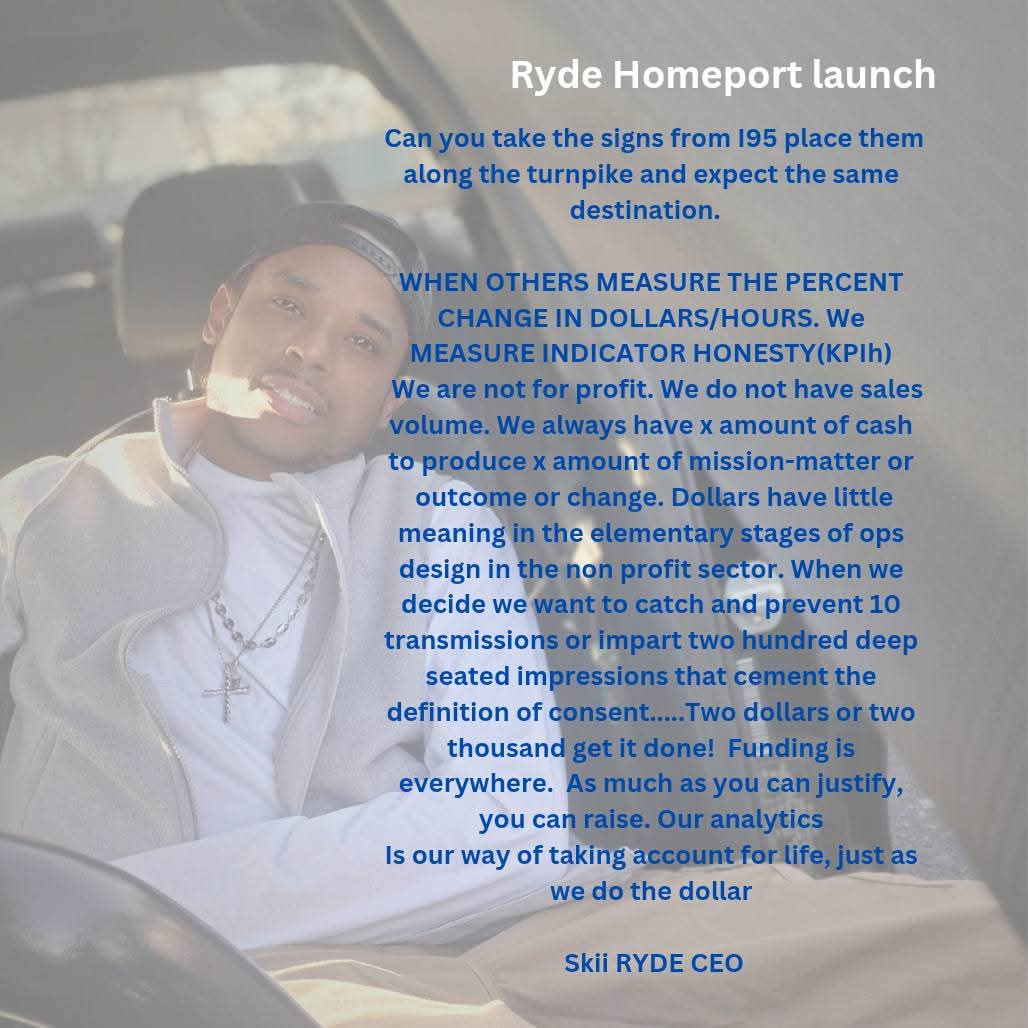 Ryde Homeport launch
Can you take the signs from I95 place them
along the turnpike and expect the same
destination.
WHEN OTHERS MEASURE THE PERCENT
CHANGE IN DOLLARS/HOURS. We
MEASURE INDICATOR HONESTY(KPIh)
We are not for profit. We do not have sales
volume. We always have x amount of cash
to produce x amount of mission-matter or
outcome or change. Dollars have little
meaning in the elementary stages of ops
design in the non profit sector. When we
decide we want to catch and prevent 10
transmissions or impart two hundred deep
seated impressions that cement the
definition of consent.....Two dollars or two
thousand get it done!  Funding is
everywhere.  As much as you can justify,
you can raise. Our analytics
Is our way of taking account for life, just as
we do the dollar
Skii RYDE CEO